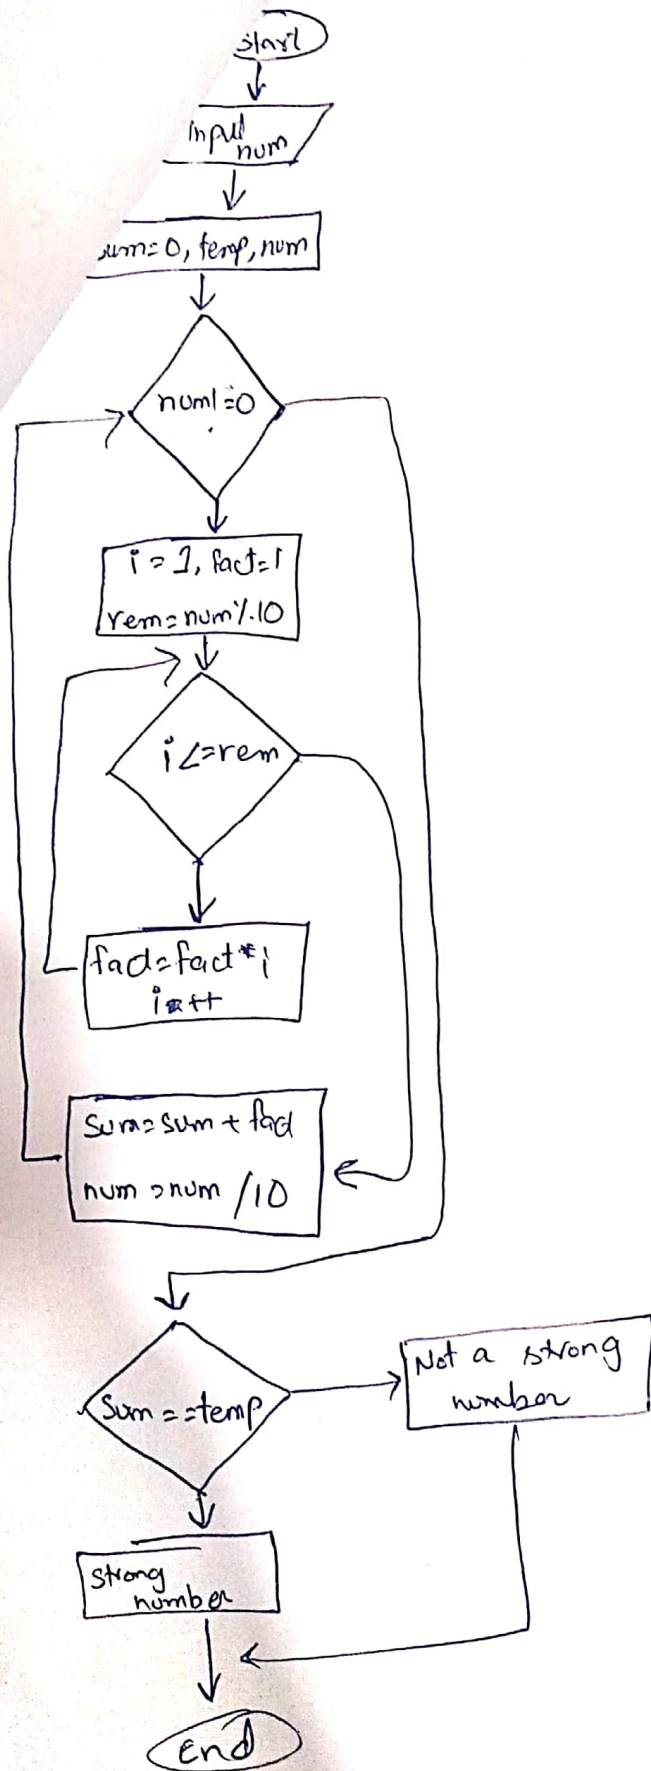 start
input
num
sum=0, temp, num
num!=0
i=1, fact=1
rem=num%10
i<=rem
fact=fact*i
i++
Sum=sum+fact
num=num/10
Sum==temp
Not a strong
number
strong
number
End